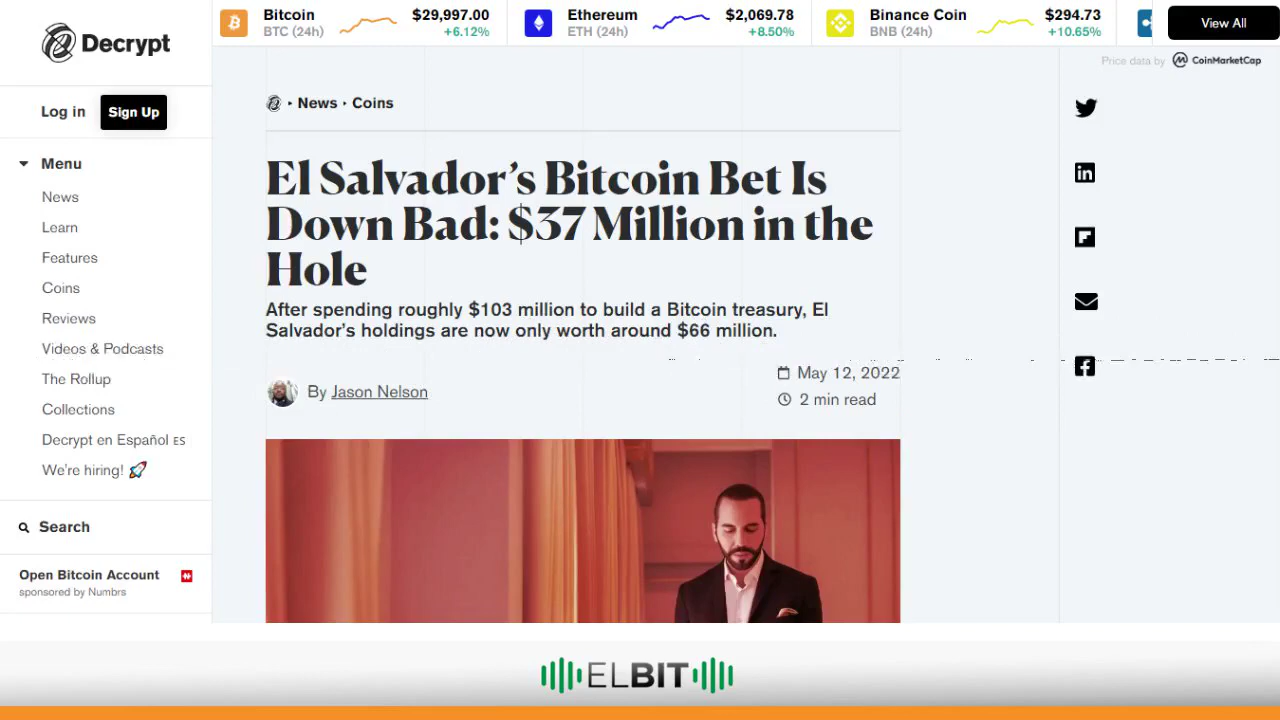 Decrypt
Bitcoin $29,997.00
BTC (24h) +6.12%
Ethereum $2,069.78
ETH (24h) +8.50%
Binance Coin $294.73
BNB (24h) +10.65%
View All
Price data by CoinMarketCap
Log in Sign Up
Menu
News
Learn
Features
Coins
Reviews
Videos & Podcasts
The Rollup
Collections
Decrypt en Español ES
We're hiring! 🚀
Search
Open Bitcoin Account
sponsored by Numbrs
News ‣ Coins
El Salvador’s Bitcoin Bet Is
Down Bad: $37 Million in the
Hole
After spending roughly $103 million to build a Bitcoin treasury, El
Salvador’s holdings are now only worth around $66 million.
By Jason Nelson
May 12, 2022
2 min read
ELBIT